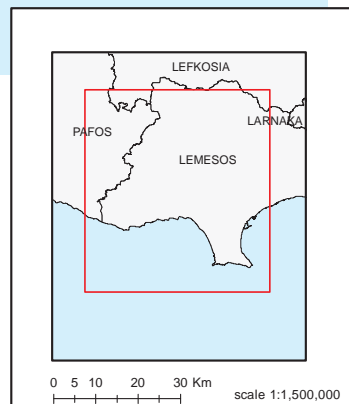 LEFKOSIA
LARNAKA
PAFOS
LEMESOS
0 5 10 20 30 Km
scale 1:1,500,000